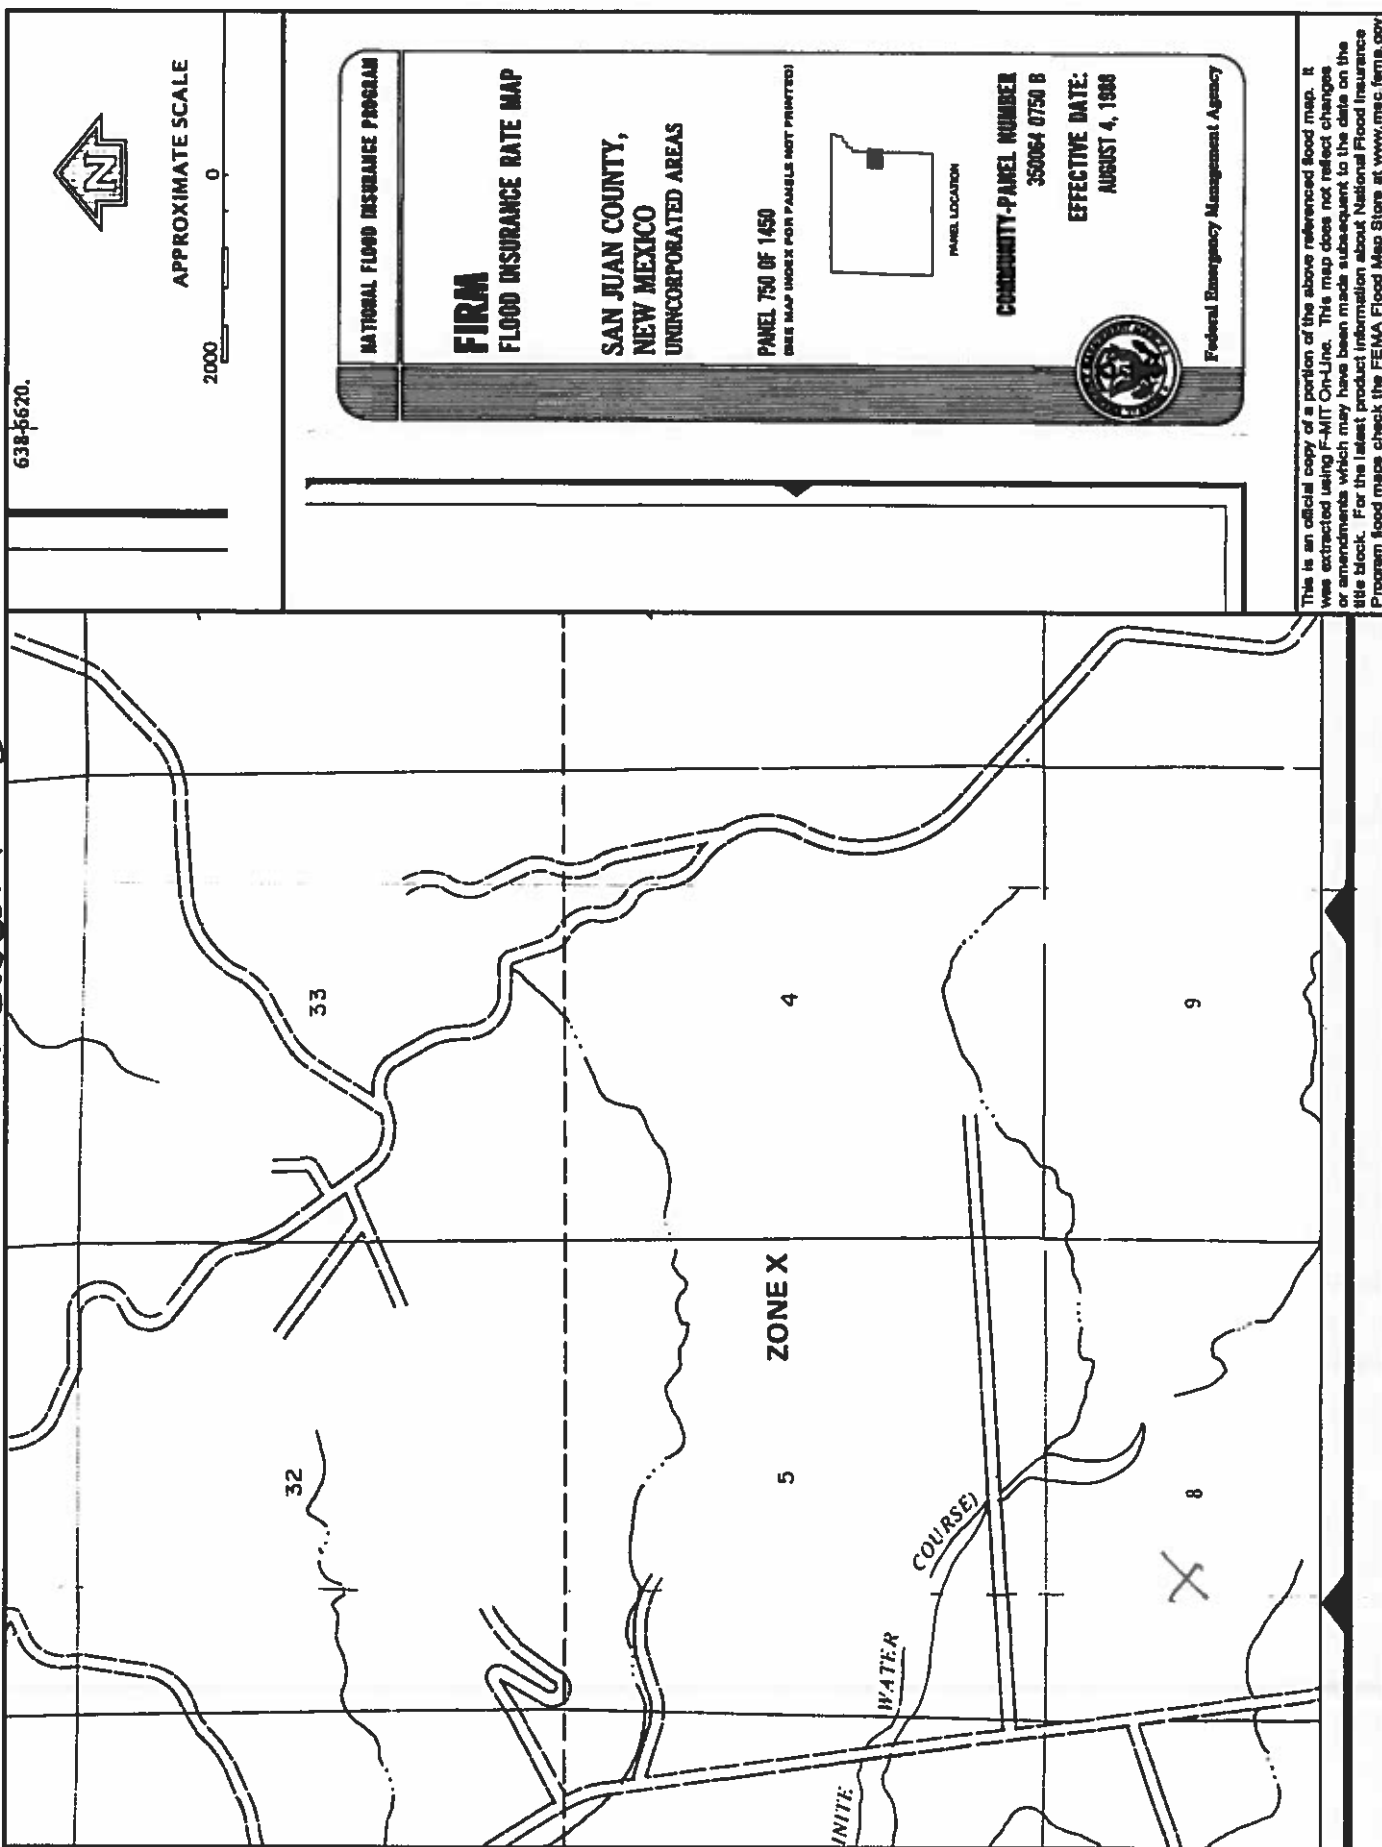 638-5620.
N
APPROXIMATE SCALE
2000 0
NATIONAL FLOOD INSURANCE PROGRAM
FIRM
FLOOD INSURANCE RATE MAP
SAN JUAN COUNTY,
NEW MEXICO
UNINCORPORATED AREAS
PANEL 750 OF 1450
(SEE MAP INDEX FOR PANELS NOT PRINTED)
PANEL LOCATION
COMMUNITY-PANEL NUMBER
350064 0750 B
EFFECTIVE DATE:
AUGUST 4, 1988
Federal Emergency Management Agency
This is an official copy of a portion of the above referenced flood map. It
was extracted using F-MIT On-Line. This map does not reflect changes
or amendments which may have been made subsequent to the date on the
title block. For the latest product information about National Flood Insurance
Program flood maps check the FEMA Flood Map Store at www.msc.fema.gov
33
32
4
ZONE X
5
9
8
COURSE)
WATER
INITE
X